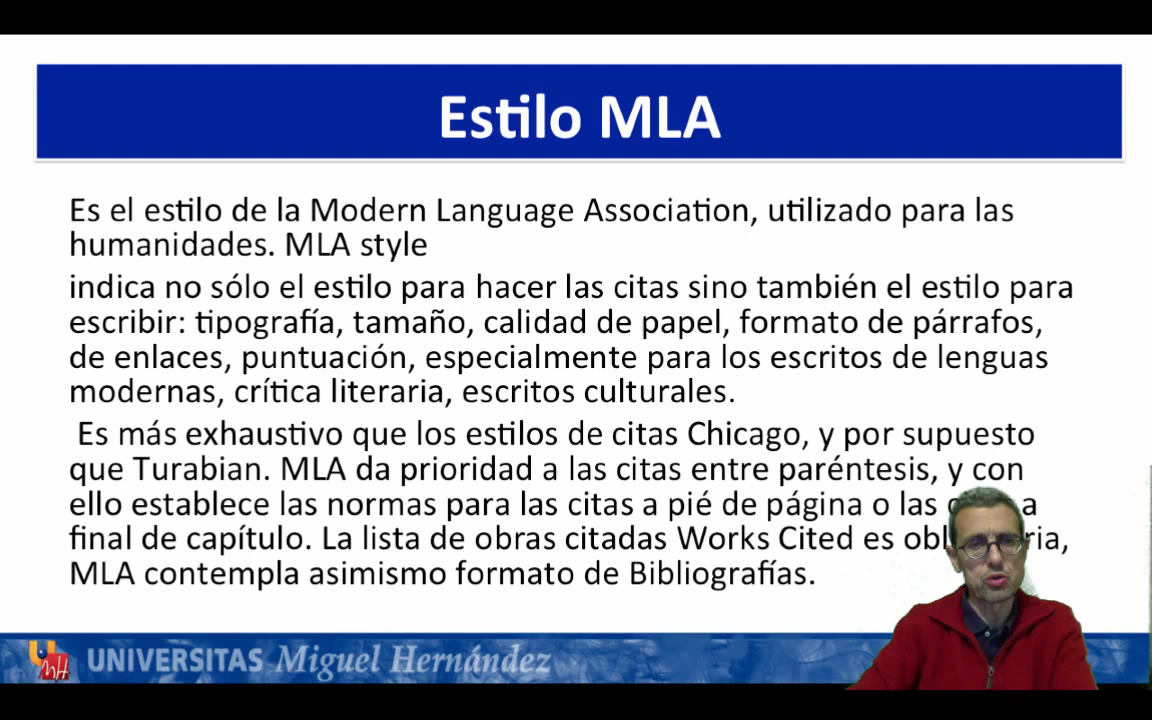 Estilo MLA
Es el estilo de la Modern Language Association, utilizado para las
humanidades. MLA style
indica no sólo el estilo para hacer las citas sino también el estilo para
escribir: tipografía, tamaño, calidad de papel, formato de párrafos,
de enlaces, puntuación, especialmente para los escritos de lenguas
modernas, crítica literaria, escritos culturales.
Es más exhaustivo que los estilos de citas Chicago, y por supuesto
que Turabian. MLA da prioridad a las citas entre paréntesis, y con
ello establece las normas para las citas a pié de página o las a
final de capítulo. La lista de obras citadas Works Cited es
MLA contempla asimismo formato de Bibliografías.
UNIVERSITAS Miguel Hernández